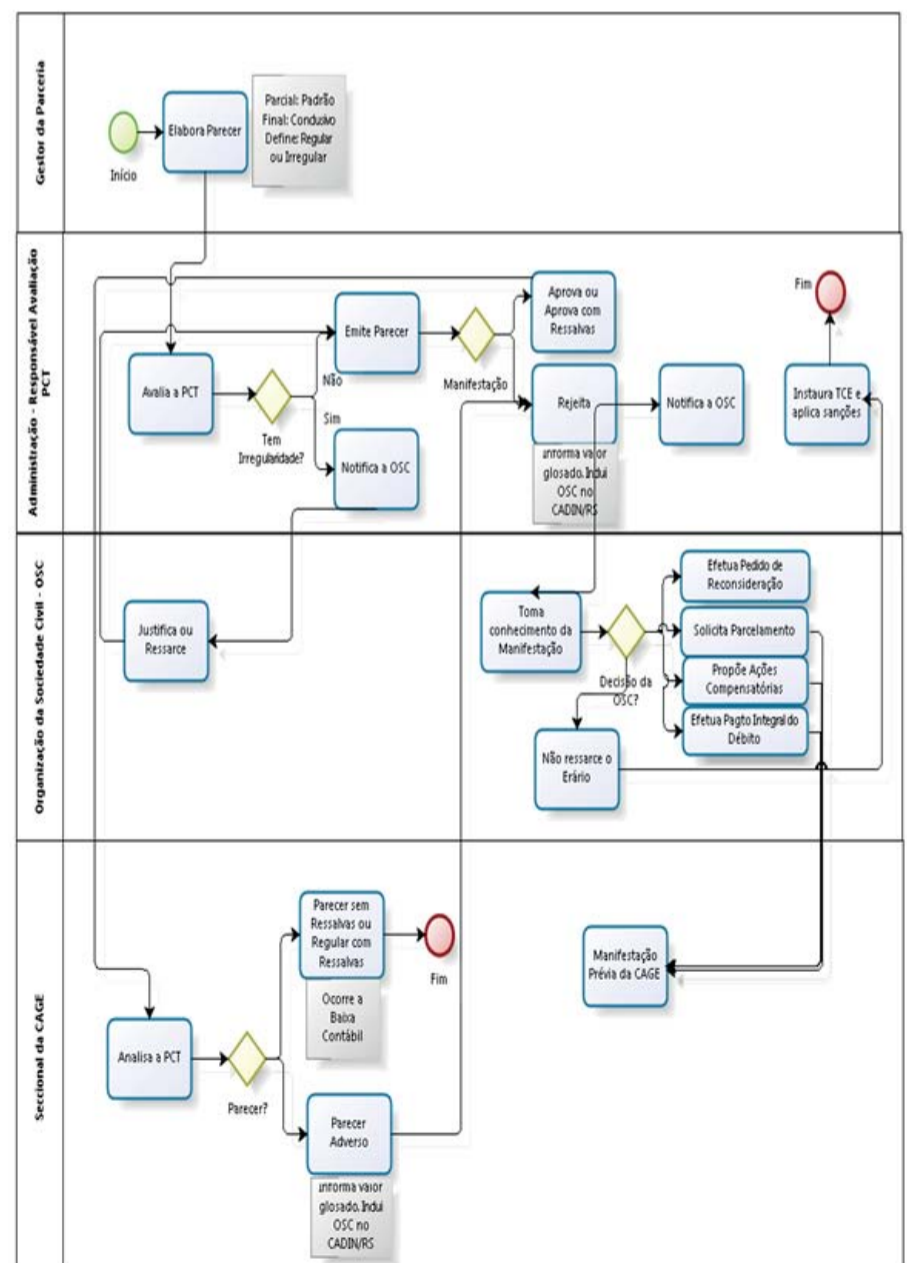 Gestor da Parceria
Início
Elabora Parecer
Parcial: Padrão
Final: Conclusivo
Define: Regular
ou Irregular
Administração - Responsável Avaliação
PCT
Avalia a PCT
Tem
Irregularidade?
Não
Sim
Emite Parecer
Notifica a OSC
Manifestação
Aprova ou
Aprova com
Ressalvas
Rejeita
Informa valor
glosado. Inclui
OSC no
CADIN/RS
Notifica a OSC
Fim
Instaura TCE e
aplica sanções
Organização da Sociedade Civil - OSC
Justifica ou
Ressarce
Toma
conhecimento da
Manifestação
Decisão da
OSC?
Efetua Pedido de
Reconsideração
Solicita Parcelamento
Propõe Ações
Compensatórias
Efetua Pagto Integral do
Débito
Não ressarce o
Erário
Seccional da CAGE
Analisa a PCT
Parecer?
Parecer sem
Ressalvas ou
Regular com
Ressalvas
Ocorre a
Baixa
Contábil
Fim
Parecer
Adverso
Informa valor
glosado. Inclui
OSC no
CADIN/RS
Manifestação
Prévia da CAGE